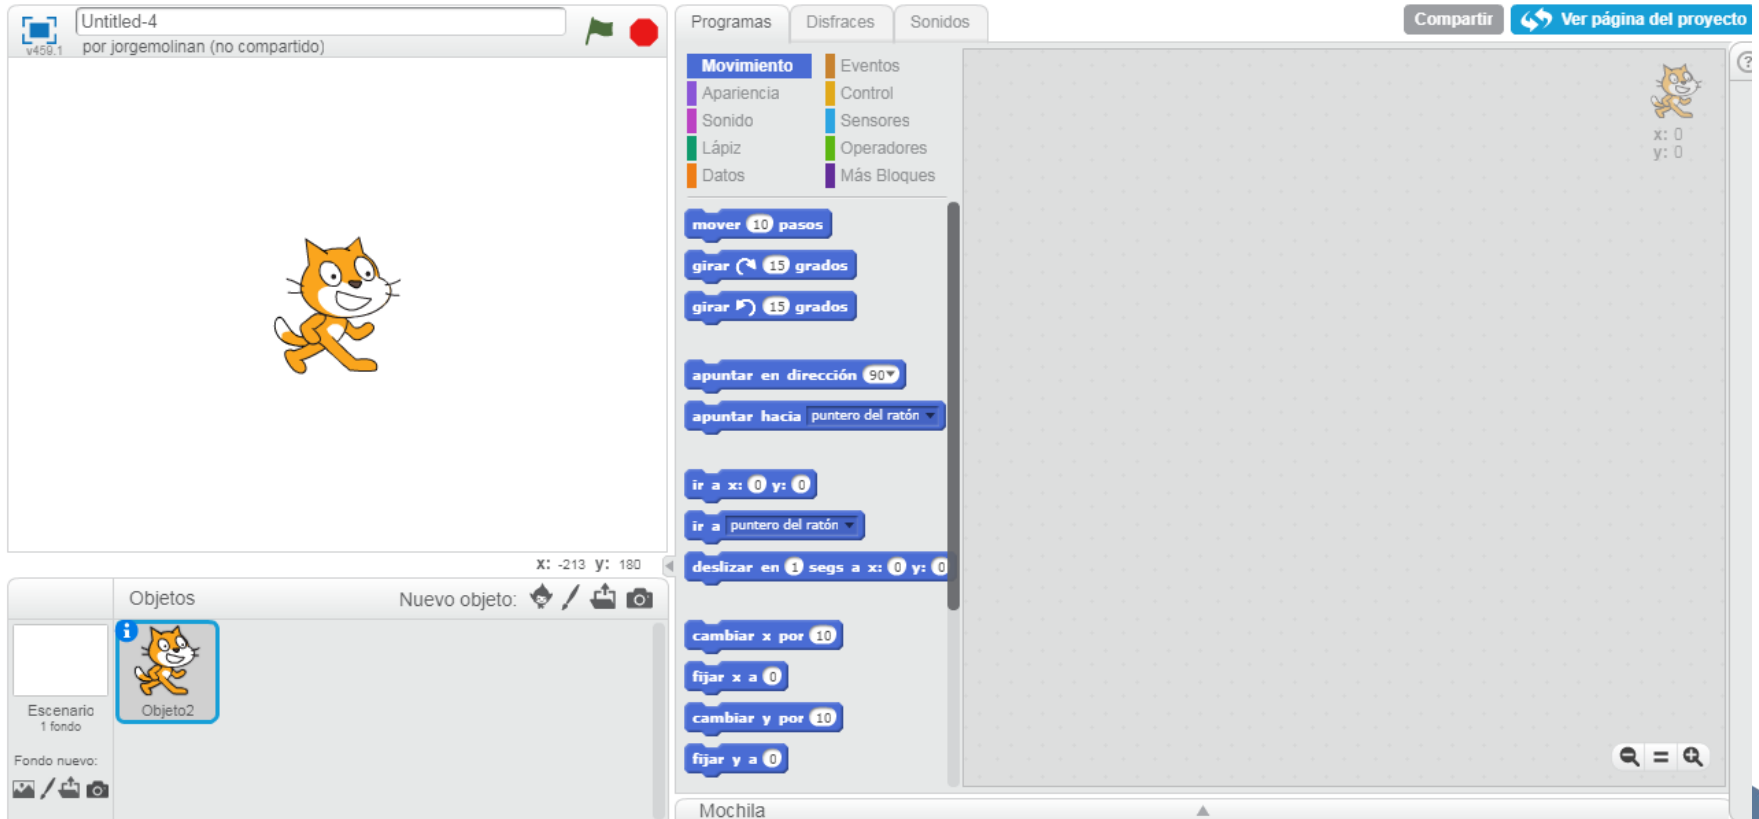 Untitled-4
v459.1
por jorgemolinan (no compartido)
Programas
Disfraces
Sonidos
Compartir
Ver página del proyecto
Movimiento
Eventos
Apariencia
Control
Sonido
Sensores
Lápiz
Operadores
Datos
Más Bloques
mover 10 pasos
girar 15 grados
girar 15 grados
apuntar en dirección 90
apuntar hacia puntero del ratón
ir a x: 0 y: 0
ir a puntero del ratón
deslizar en 1 segs a x: 0 y: 0
cambiar x por 10
fijar x a 0
cambiar y por 10
fijar y a 0
x: 0
y: 0
?
X: -213 y: 180
Objetos
Nuevo objeto:
i
Objeto2
Escenario
1 fondo
Fondo nuevo:
Mochila